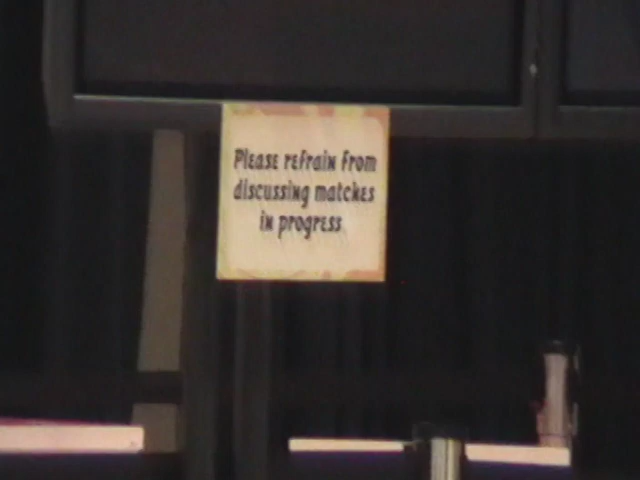 Please refrain from
discussing matches
in progress